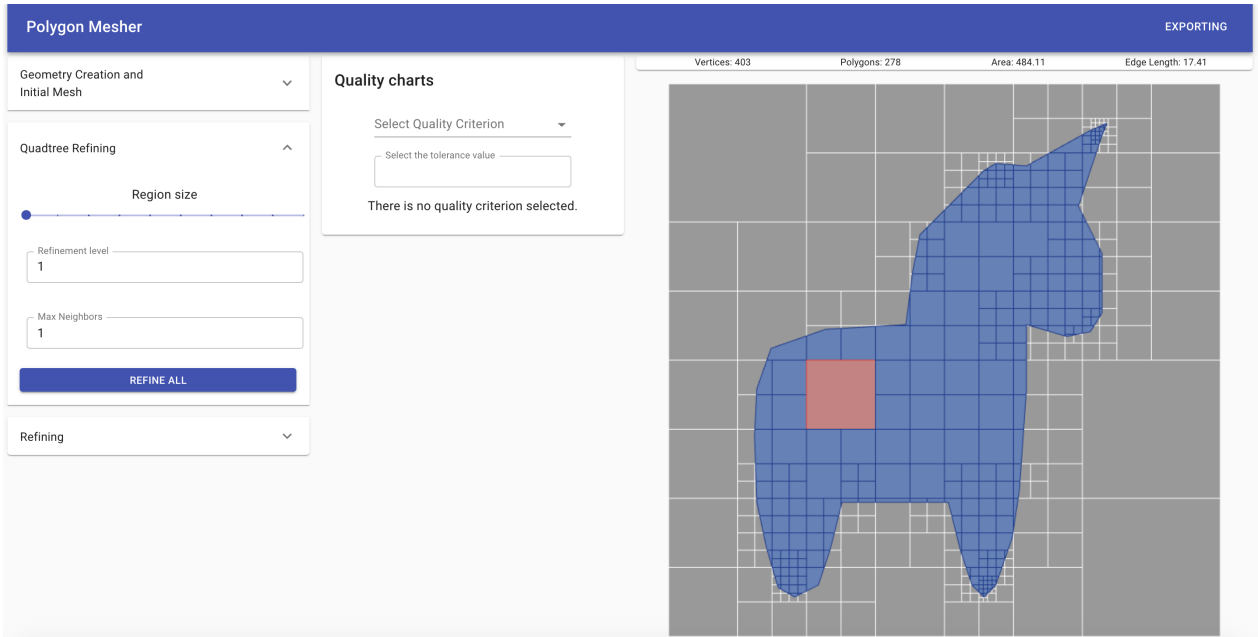 Polygon Mesher
EXPORTING
Geometry Creation and
Initial Mesh
Quadtree Refining
Region size
Refinement level
1
Max Neighbors
1
REFINE ALL
Refining
Quality charts
Select Quality Criterion
Select the tolerance value
There is no quality criterion selected.
Vertices: 403 Polygons: 278 Area: 484.11 Edge Length: 17.41